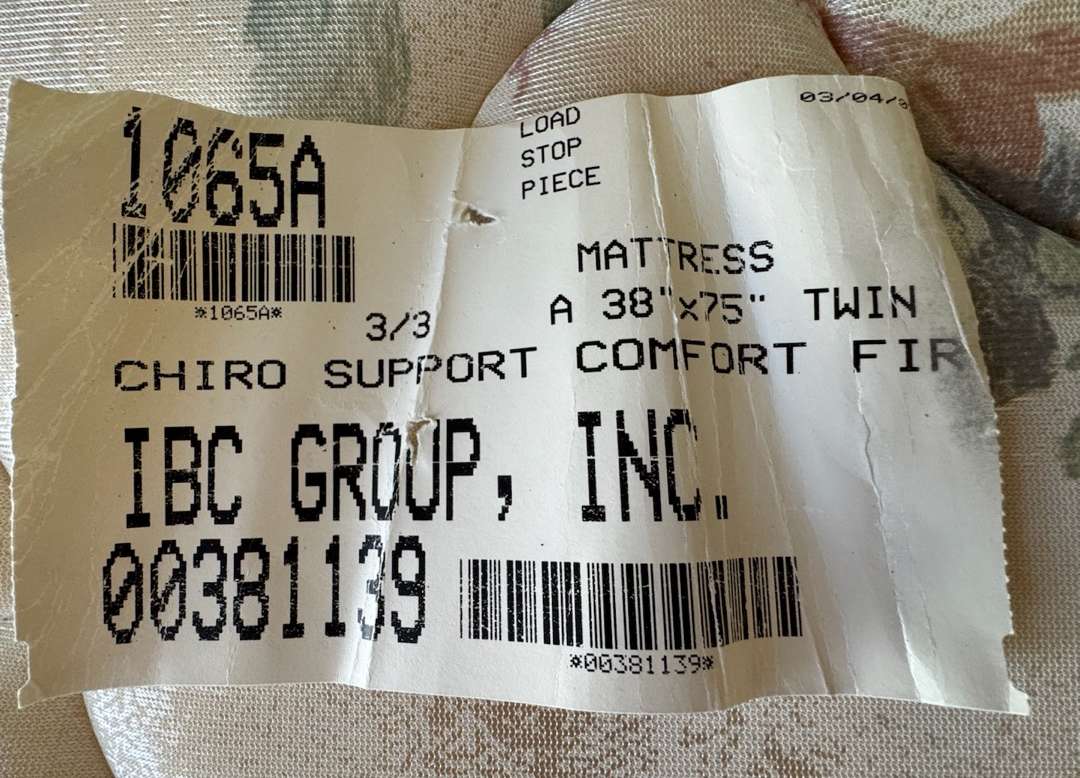 1065A
LOAD
STOP
PIECE
03/04/0
*1065A*
MATTRESS
3/3
A 38"x75" TWIN
CHIRO SUPPORT COMFORT FIR
IBC GROUP, INC.
00381139
*00381139*